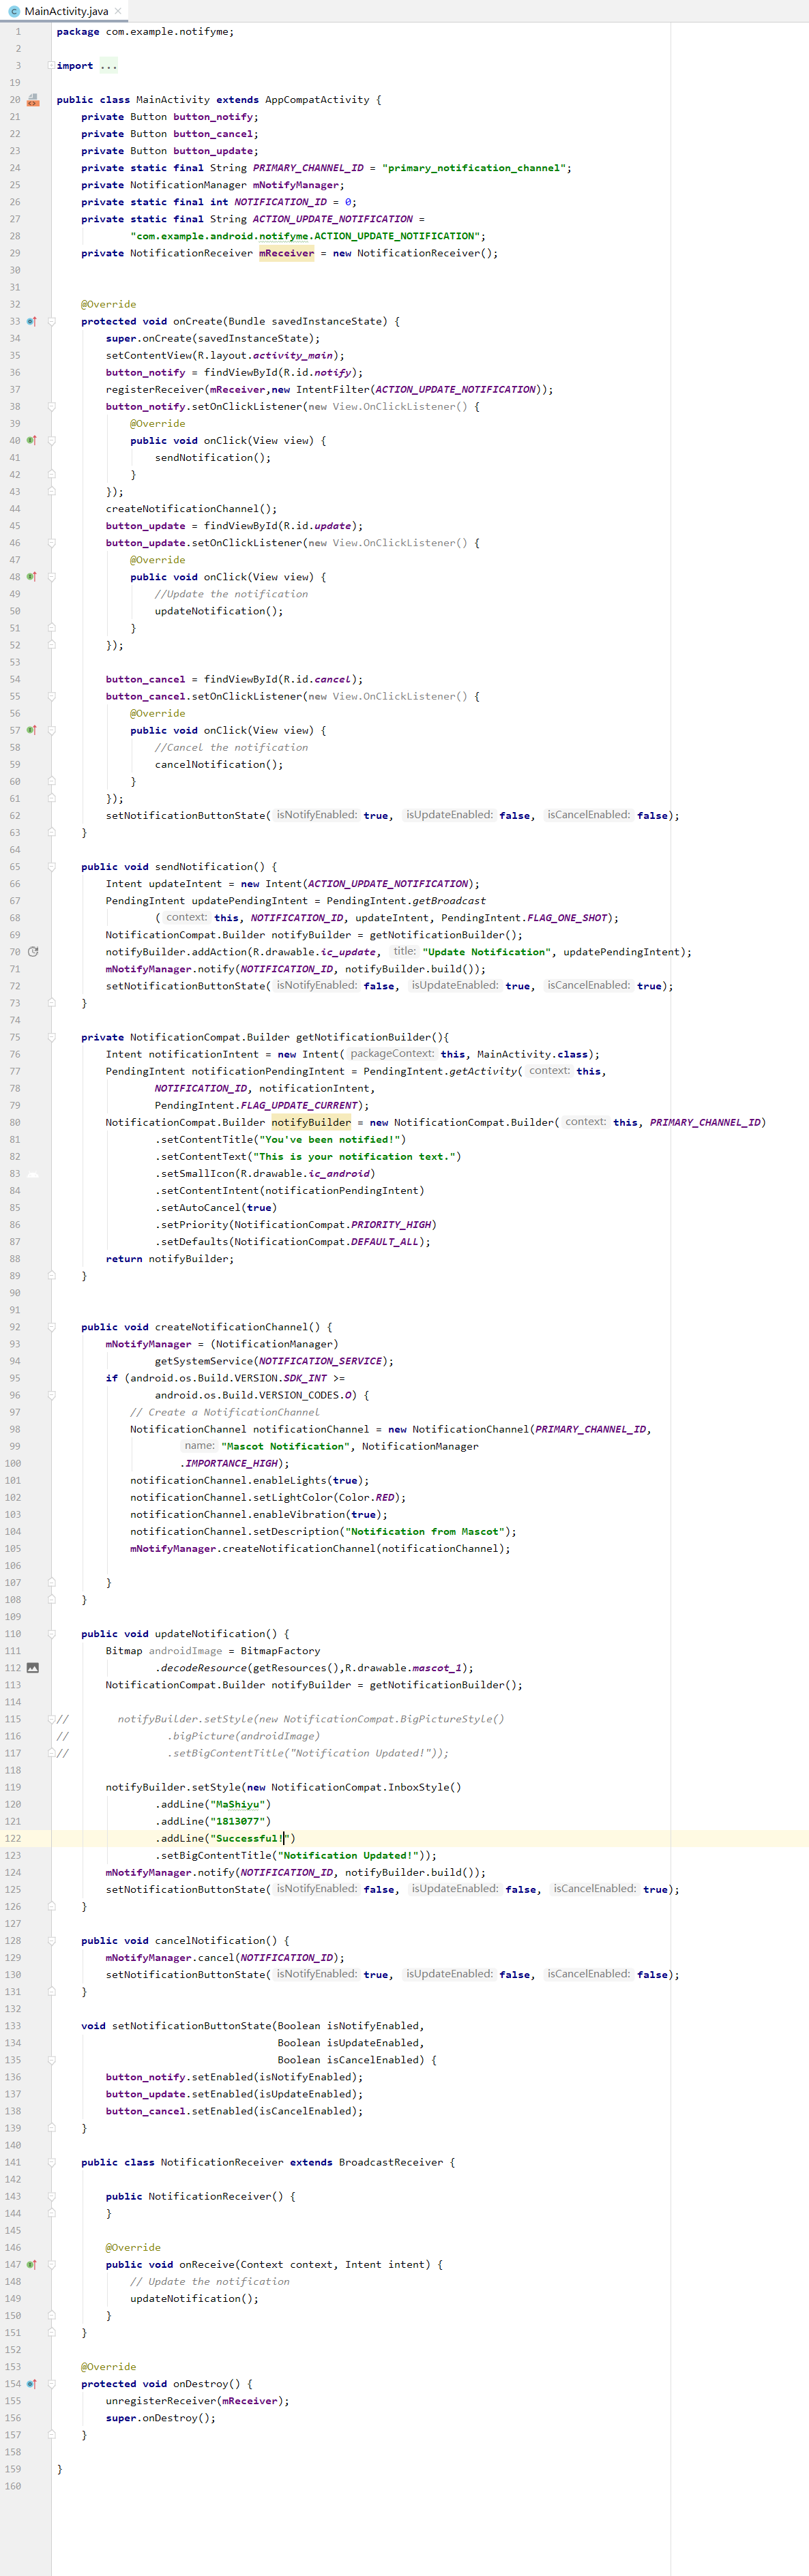 MainActivity.java
1 package com.example.notifyme;
2
3 import ...
19
20 public class MainActivity extends AppCompatActivity {
21 private Button button_notify;
22 private Button button_cancel;
23 private Button button_update;
24 private static final String PRIMARY_CHANNEL_ID = "primary_notification_channel";
25 private NotificationManager mNotifyManager;
26 private static final int NOTIFICATION_ID = 0;
27 private static final String ACTION_UPDATE_NOTIFICATION =
28 "com.example.android.notifyme.ACTION_UPDATE_NOTIFICATION";
29 private NotificationReceiver mReceiver = new NotificationReceiver();
30
31
32 @Override
33 protected void onCreate(Bundle savedInstanceState) {
34 super.onCreate(savedInstanceState);
35 setContentView(R.layout.activity_main);
36 button_notify = findViewById(R.id.notify);
37 registerReceiver(mReceiver,new IntentFilter(ACTION_UPDATE_NOTIFICATION));
38 button_notify.setOnClickListener(new View.OnClickListener() {
39 @Override
40 public void onClick(View view) {
41 sendNotification();
42 }
43 });
44 createNotificationChannel();
45 button_update = findViewById(R.id.update);
46 button_update.setOnClickListener(new View.OnClickListener() {
47 @Override
48 public void onClick(View view) {
49 //Update the notification
50 updateNotification();
51 }
52 });
53
54 button_cancel = findViewById(R.id.cancel);
55 button_cancel.setOnClickListener(new View.OnClickListener() {
56 @Override
57 public void onClick(View view) {
58 //Cancel the notification
59 cancelNotification();
60 }
61 });
62 setNotificationButtonState( isNotifyEnabled: true, isUpdateEnabled: false, isCancelEnabled: false);
63 }
64
65 public void sendNotification() {
66 Intent updateIntent = new Intent(ACTION_UPDATE_NOTIFICATION);
67 PendingIntent updatePendingIntent = PendingIntent.getBroadcast
68 ( context: this, NOTIFICATION_ID, updateIntent, PendingIntent.FLAG_ONE_SHOT);
69 NotificationCompat.Builder notifyBuilder = getNotificationBuilder();
70 notifyBuilder.addAction(R.drawable.ic_update, title: "Update Notification", updatePendingIntent);
71 mNotifyManager.notify(NOTIFICATION_ID, notifyBuilder.build());
72 setNotificationButtonState( isNotifyEnabled: false, isUpdateEnabled: true, isCancelEnabled: true);
73 }
74
75 private NotificationCompat.Builder getNotificationBuilder(){
76 Intent notificationIntent = new Intent( packageContext: this, MainActivity.class);
77 PendingIntent notificationPendingIntent = PendingIntent.getActivity( context: this,
78 NOTIFICATION_ID, notificationIntent,
79 PendingIntent.FLAG_UPDATE_CURRENT);
80 NotificationCompat.Builder notifyBuilder = new NotificationCompat.Builder( context: this, PRIMARY_CHANNEL_ID)
81 .setContentTitle("You've been notified!")
82 .setContentText("This is your notification text.")
83 .setSmallIcon(R.drawable.ic_android)
84 .setContentIntent(notificationPendingIntent)
85 .setAutoCancel(true)
86 .setPriority(NotificationCompat.PRIORITY_HIGH)
87 .setDefaults(NotificationCompat.DEFAULT_ALL);
88 return notifyBuilder;
89 }
90
91
92 public void createNotificationChannel() {
93 mNotifyManager = (NotificationManager)
94 getSystemService(NOTIFICATION_SERVICE);
95 if (android.os.Build.VERSION.SDK_INT >=
96 android.os.Build.VERSION_CODES.O) {
97 // Create a NotificationChannel
98 NotificationChannel notificationChannel = new NotificationChannel(PRIMARY_CHANNEL_ID,
99 name: "Mascot Notification", NotificationManager
100 .IMPORTANCE_HIGH);
101 notificationChannel.enableLights(true);
102 notificationChannel.setLightColor(Color.RED);
103 notificationChannel.enableVibration(true);
104 notificationChannel.setDescription("Notification from Mascot");
105 mNotifyManager.createNotificationChannel(notificationChannel);
106
107 }
108 }
109
110 public void updateNotification() {
111 Bitmap androidImage = BitmapFactory
112 .decodeResource(getResources(),R.drawable.mascot_1);
113 NotificationCompat.Builder notifyBuilder = getNotificationBuilder();
114
115 // notifyBuilder.setStyle(new NotificationCompat.BigPictureStyle()
116 // .bigPicture(androidImage)
117 // .setBigContentTitle("Notification Updated!"));
118
119 notifyBuilder.setStyle(new NotificationCompat.InboxStyle()
120 .addLine("MaShiyu")
121 .addLine("1813077")
122 .addLine("Successful!")
123 .setBigContentTitle("Notification Updated!"));
124 mNotifyManager.notify(NOTIFICATION_ID, notifyBuilder.build());
125 setNotificationButtonState( isNotifyEnabled: false, isUpdateEnabled: false, isCancelEnabled: true);
126 }
127
128 public void cancelNotification() {
129 mNotifyManager.cancel(NOTIFICATION_ID);
130 setNotificationButtonState( isNotifyEnabled: true, isUpdateEnabled: false, isCancelEnabled: false);
131 }
132
133 void setNotificationButtonState(Boolean isNotifyEnabled,
134 Boolean isUpdateEnabled,
135 Boolean isCancelEnabled) {
136 button_notify.setEnabled(isNotifyEnabled);
137 button_update.setEnabled(isUpdateEnabled);
138 button_cancel.setEnabled(isCancelEnabled);
139 }
140
141 public class NotificationReceiver extends BroadcastReceiver {
142
143 public NotificationReceiver() {
144 }
145
146 @Override
147 public void onReceive(Context context, Intent intent) {
148 // Update the notification
149 updateNotification();
150 }
151 }
152
153 @Override
154 protected void onDestroy() {
155 unregisterReceiver(mReceiver);
156 super.onDestroy();
157 }
158
159 }
160